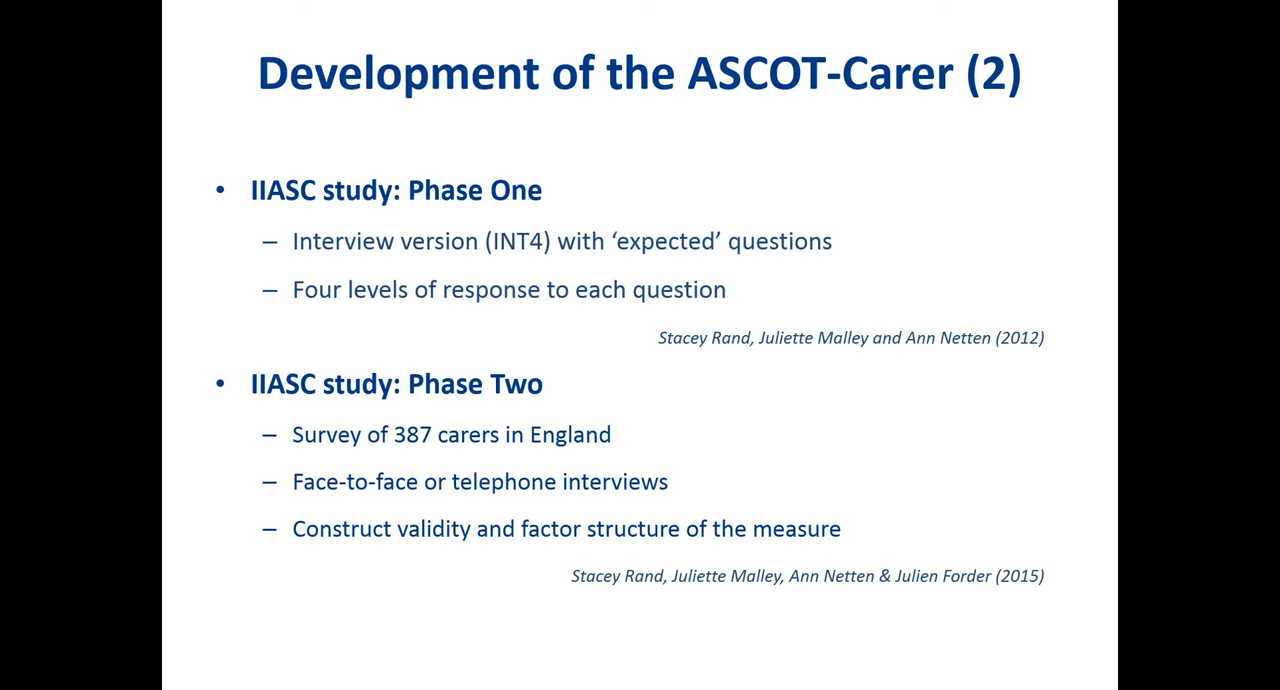 Development of the ASCOT-Carer (2)
• IIASC study: Phase One
– Interview version (INT4) with ‘expected’ questions
– Four levels of response to each question
Stacey Rand, Juliette Malley and Ann Netten (2012)
• IIASC study: Phase Two
– Survey of 387 carers in England
– Face-to-face or telephone interviews
– Construct validity and factor structure of the measure
Stacey Rand, Juliette Malley, Ann Netten & Julien Forder (2015)